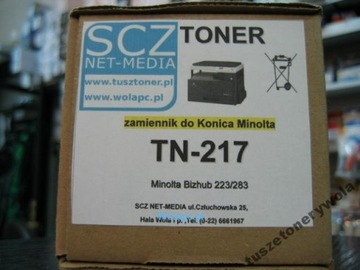 SCZ
NET-MEDIA
www.tusztoner.pl
www.wolapc.pl
TONER
zamiennik do Konica Minolta
TN-217
Minolta Bizhub 223/283
SCZ NET-MEDIA ul.Człuchowska 25,
Hala Wola I p. ,Tel. (0-22) 6661967
tuszetonerywola